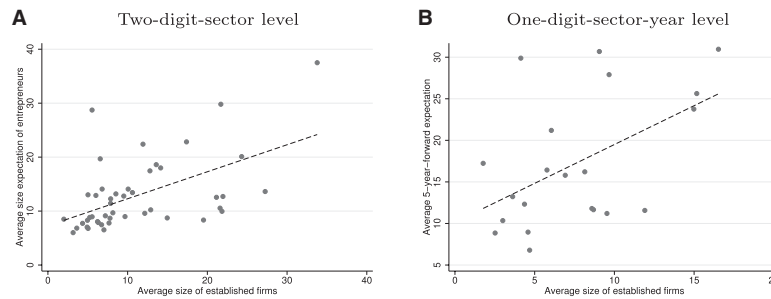 A Two-digit-sector level
Average size expectation of entrepreneurs
40
30
20
10
0
0 10 20 30 40
Average size of established firms
B One-digit-sector-year level
Average 5−year−forward expectation
30
25
20
15
10
5
0 5 10 15 20
Average size of established firms